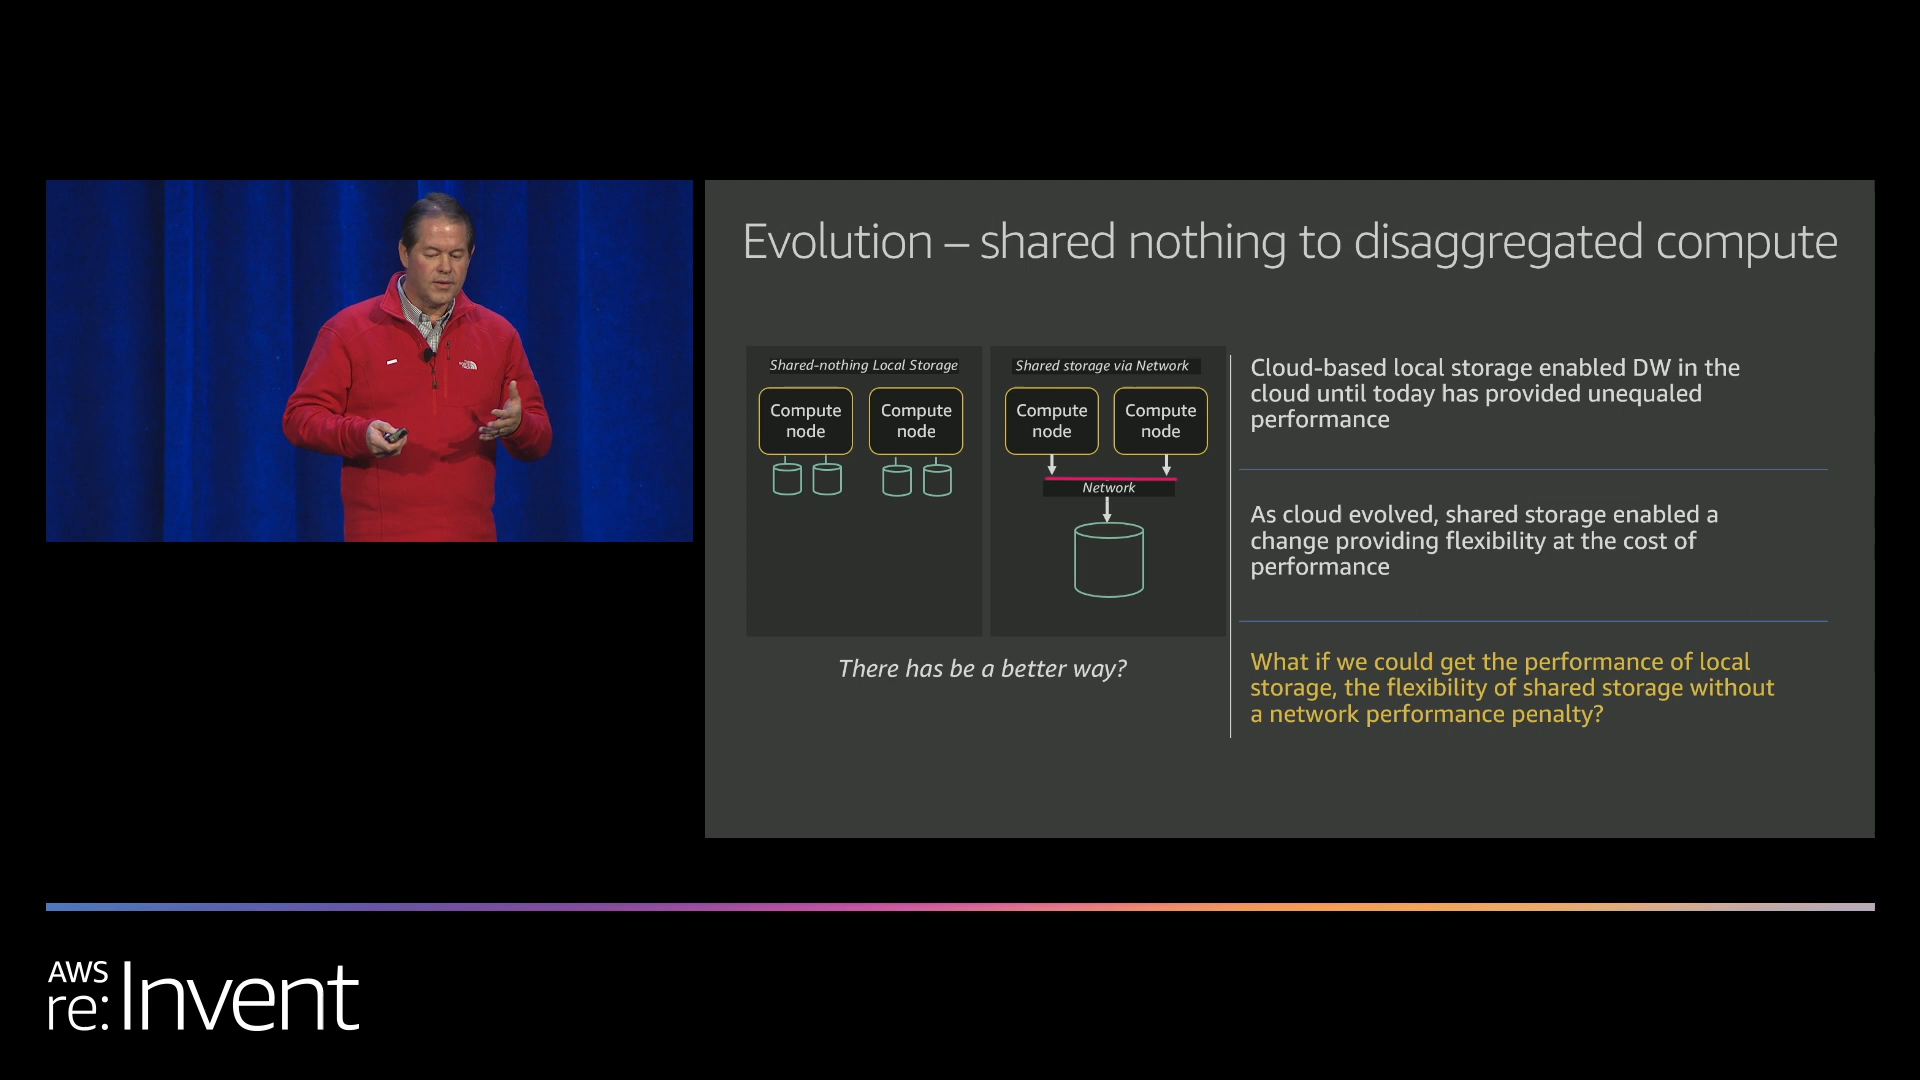 Evolution – shared nothing to disaggregated compute
Shared-nothing Local Storage
Compute node
Compute node
Shared storage via Network
Compute node
Compute node
Network
There has be a better way?
Cloud-based local storage enabled DW in the
cloud until today has provided unequaled
performance
As cloud evolved, shared storage enabled a
change providing flexibility at the cost of
performance
What if we could get the performance of local
storage, the flexibility of shared storage without
a network performance penalty?
AWS
re:Invent